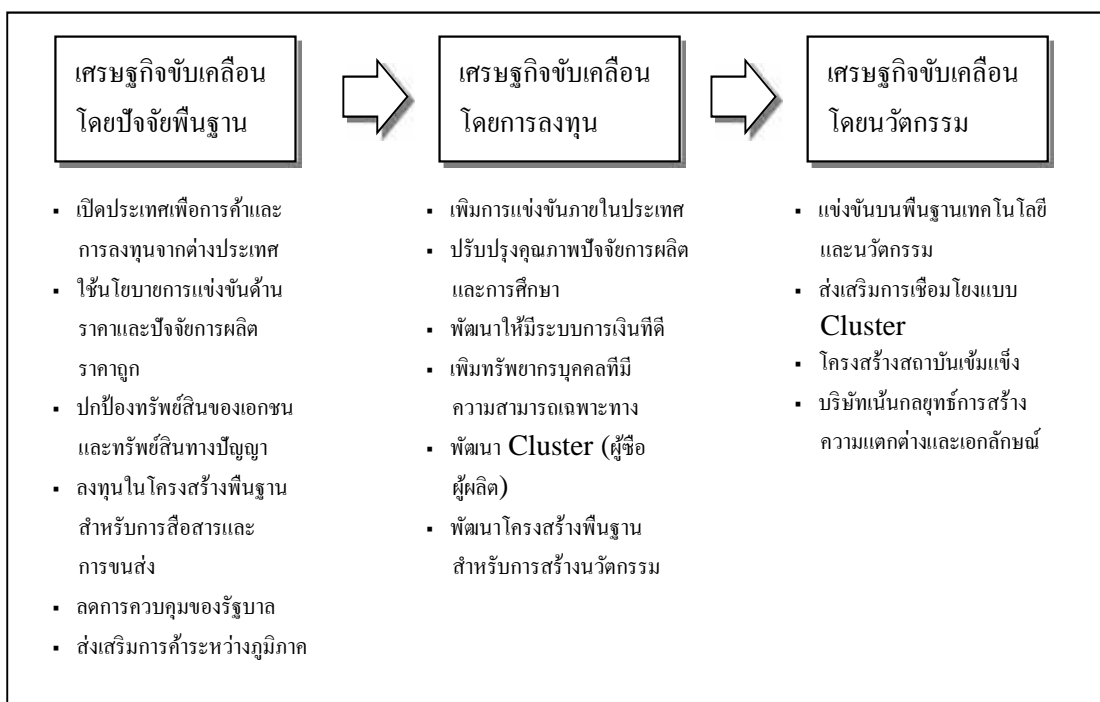 เศรษฐกิจขับเคลื่อน
โดยปัจจัยพื้นฐาน
▪ เปิดประเทศเพื่อการค้าและ
การลงทุนจากต่างประเทศ
▪ ใช้นโยบายการแข่งขันด้าน
ราคาและปัจจัยการผลิต
ราคาถูก
▪ ปกป้องทรัพย์สินของเอกชน
และทรัพย์สินทางปัญญา
▪ ลงทุนในโครงสร้างพื้นฐาน
สำหรับการสื่อสารและ
การขนส่ง
▪ ลดการควบคุมของรัฐบาล
▪ ส่งเสริมการค้าระหว่างภูมิภาค
เศรษฐกิจขับเคลื่อน
โดยการลงทุน
▪ เพิ่มการแข่งขันภายในประเทศ
▪ ปรับปรุงคุณภาพปัจจัยการผลิต
และการศึกษา
▪ พัฒนาให้มีระบบการเงินที่ดี
▪ เพิ่มทรัพยากรบุคคลที่มี
ความสามารถเฉพาะทาง
▪ พัฒนา Cluster (ผู้ซื้อ
ผู้ผลิต)
▪ พัฒนาโครงสร้างพื้นฐาน
สำหรับการสร้างนวัตกรรม
เศรษฐกิจขับเคลื่อน
โดยนวัตกรรม
▪ แข่งขันบนพื้นฐานเทคโนโลยี
และนวัตกรรม
▪ ส่งเสริมการเชื่อมโยงแบบ
Cluster
▪ โครงสร้างสถาบันเข้มแข็ง
▪ บริษัทเน้นกลยุทธ์การสร้าง
ความแตกต่างและเอกลักษณ์